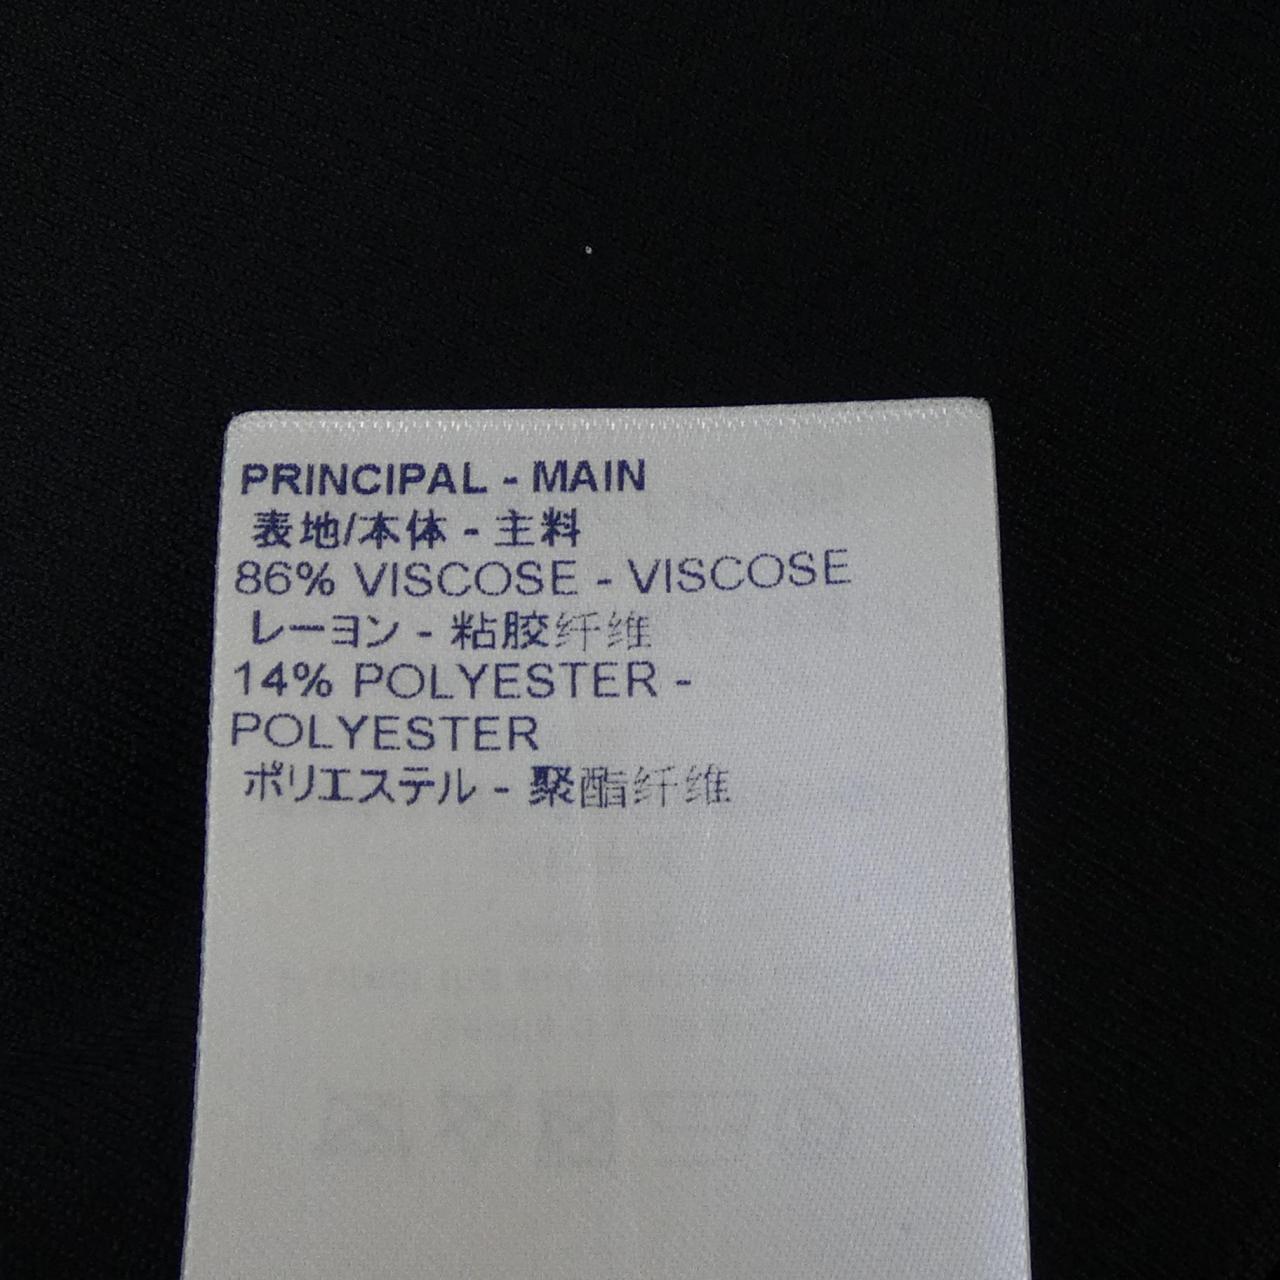 PRINCIPAL - MAIN
表地/本体 - 主料
86% VISCOSE - VISCOSE
レーヨン - 粘胶纤维
14% POLYESTER -
POLYESTER
ポリエステル - 聚酯纤维